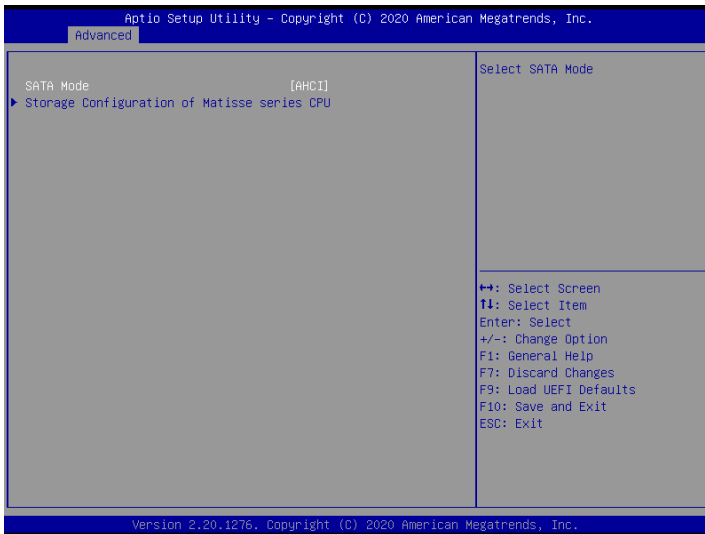 Aptio Setup Utility – Copyright (C) 2020 American Megatrends, Inc.
Advanced
SATA Mode [AHCI]
Storage Configuration of Matisse series CPU
Select SATA Mode
↔: Select Screen
↑↓: Select Item
Enter: Select
+/-: Change Option
F1: General Help
F7: Discard Changes
F9: Load UEFI Defaults
F10: Save and Exit
ESC: Exit
Version 2.20.1276. Copyright (C) 2020 American Megatrends, Inc.